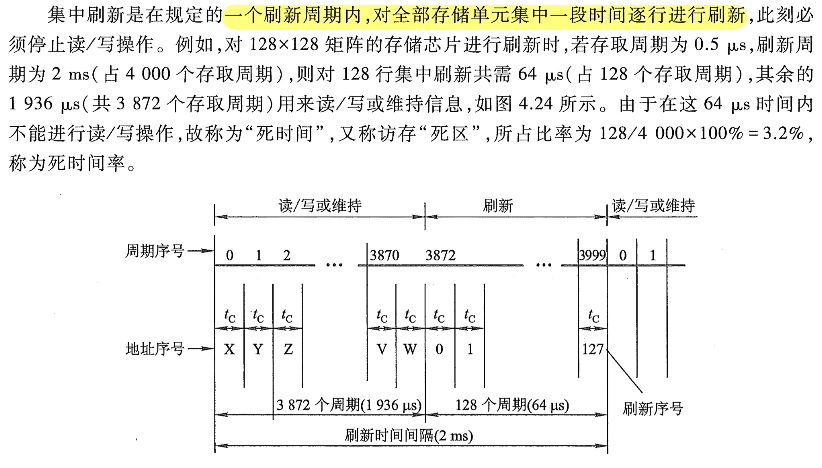 集中刷新是在规定的一个刷新周期内,对全部存储单元集中一段时间逐行进行刷新,此刻必
须停止读/写操作。例如,对 128×128 矩阵的存储芯片进行刷新时,若存取周期为 0.5 μs,刷新周
期为 2 ms(占 4 000 个存取周期),则对 128 行集中刷新共需 64 μs(占 128 个存取周期),其余的
1 936 μs(共 3 872 个存取周期)用来读/写或维持信息,如图 4.24 所示。由于在这 64 μs 时间内
不能进行读/写操作,故称为“死时间”,又称访存“死区”,所占比率为 128/4 000×100% = 3.2%,
称为死时间率。
读/写或维持 刷新 读/写或维持
周期序号 0 1 2 ··· 3870 3872 ··· 3999 0 1
tC tC tC tC tC tC tC tC
地址序号 X Y Z V W 0 1 127
3 872 个周期(1 936 μs) 128 个周期(64 μs) 刷新序号
刷新时间间隔(2 ms)